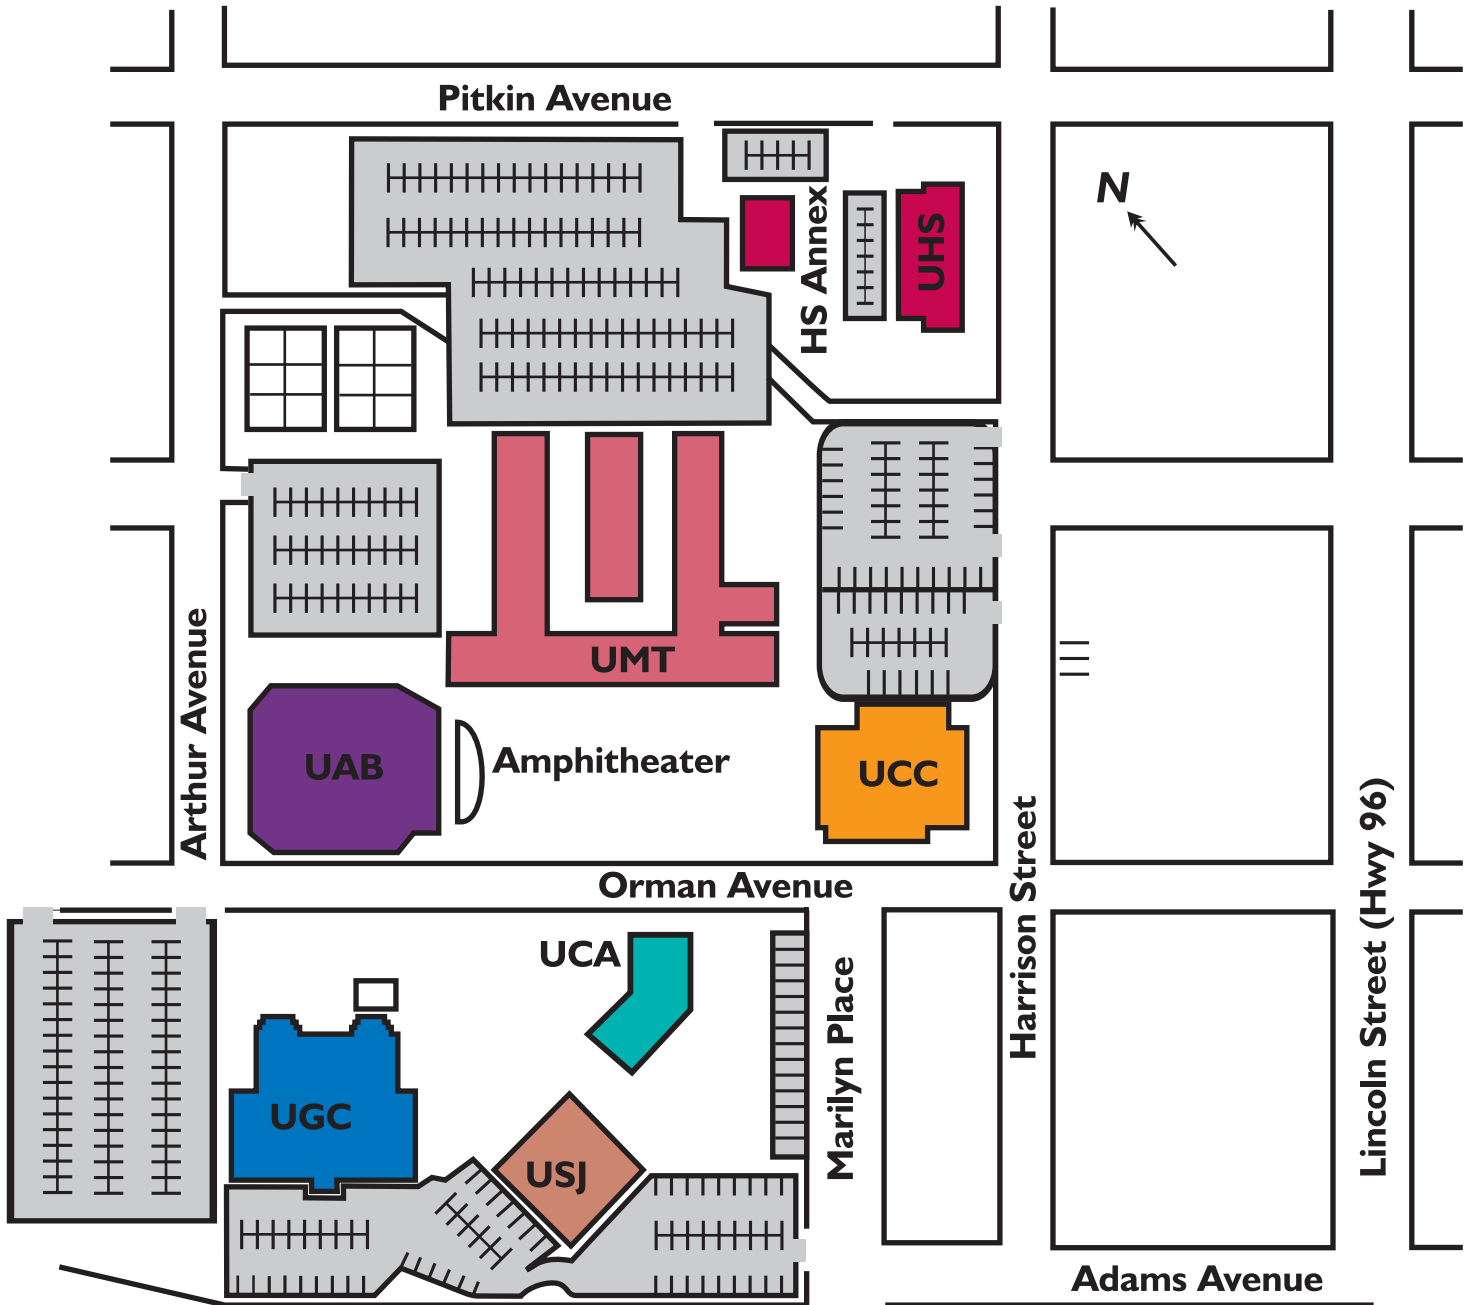 Pitkin Avenue
N
HS Annex
UHS
UMT
Arthur Avenue
UAB
Amphitheater
UCC
Orman Avenue
Harrison Street
Lincoln Street (Hwy 96)
UCA
Marilyn Place
UGC
USJ
Adams Avenue